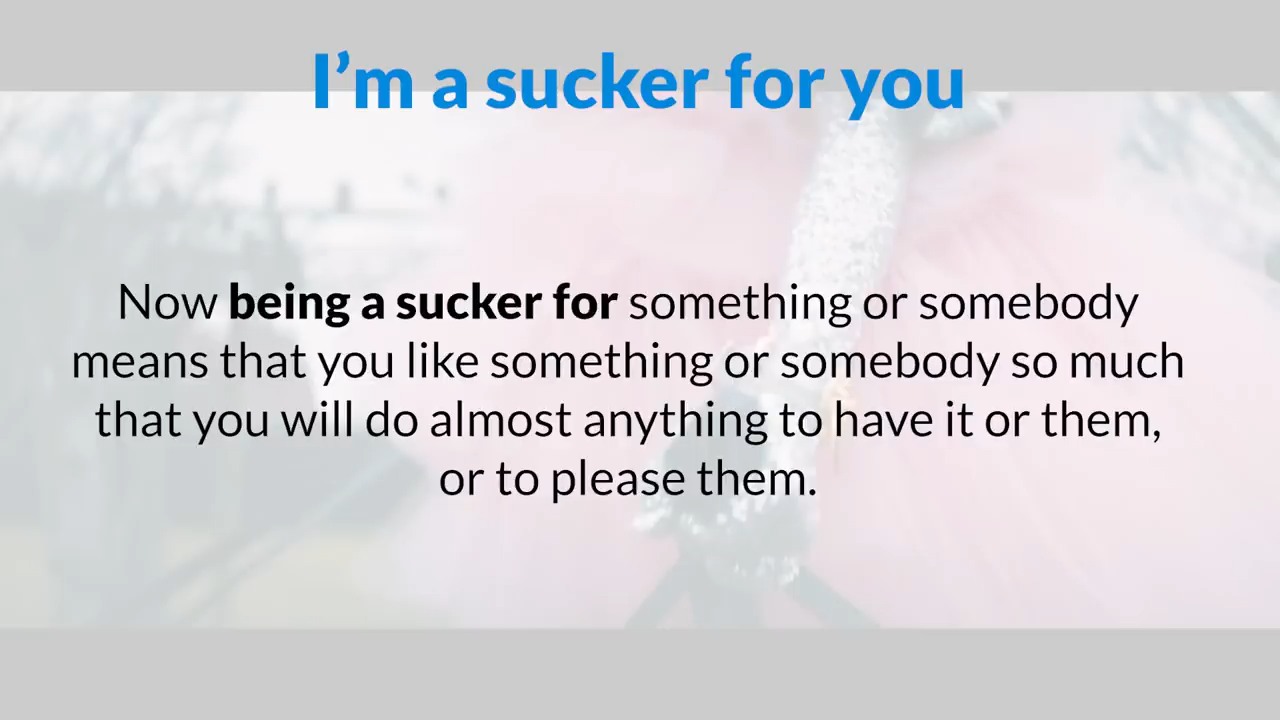 I’m a sucker for you
Now being a sucker for something or somebody
means that you like something or somebody so much
that you will do almost anything to have it or them,
or to please them.